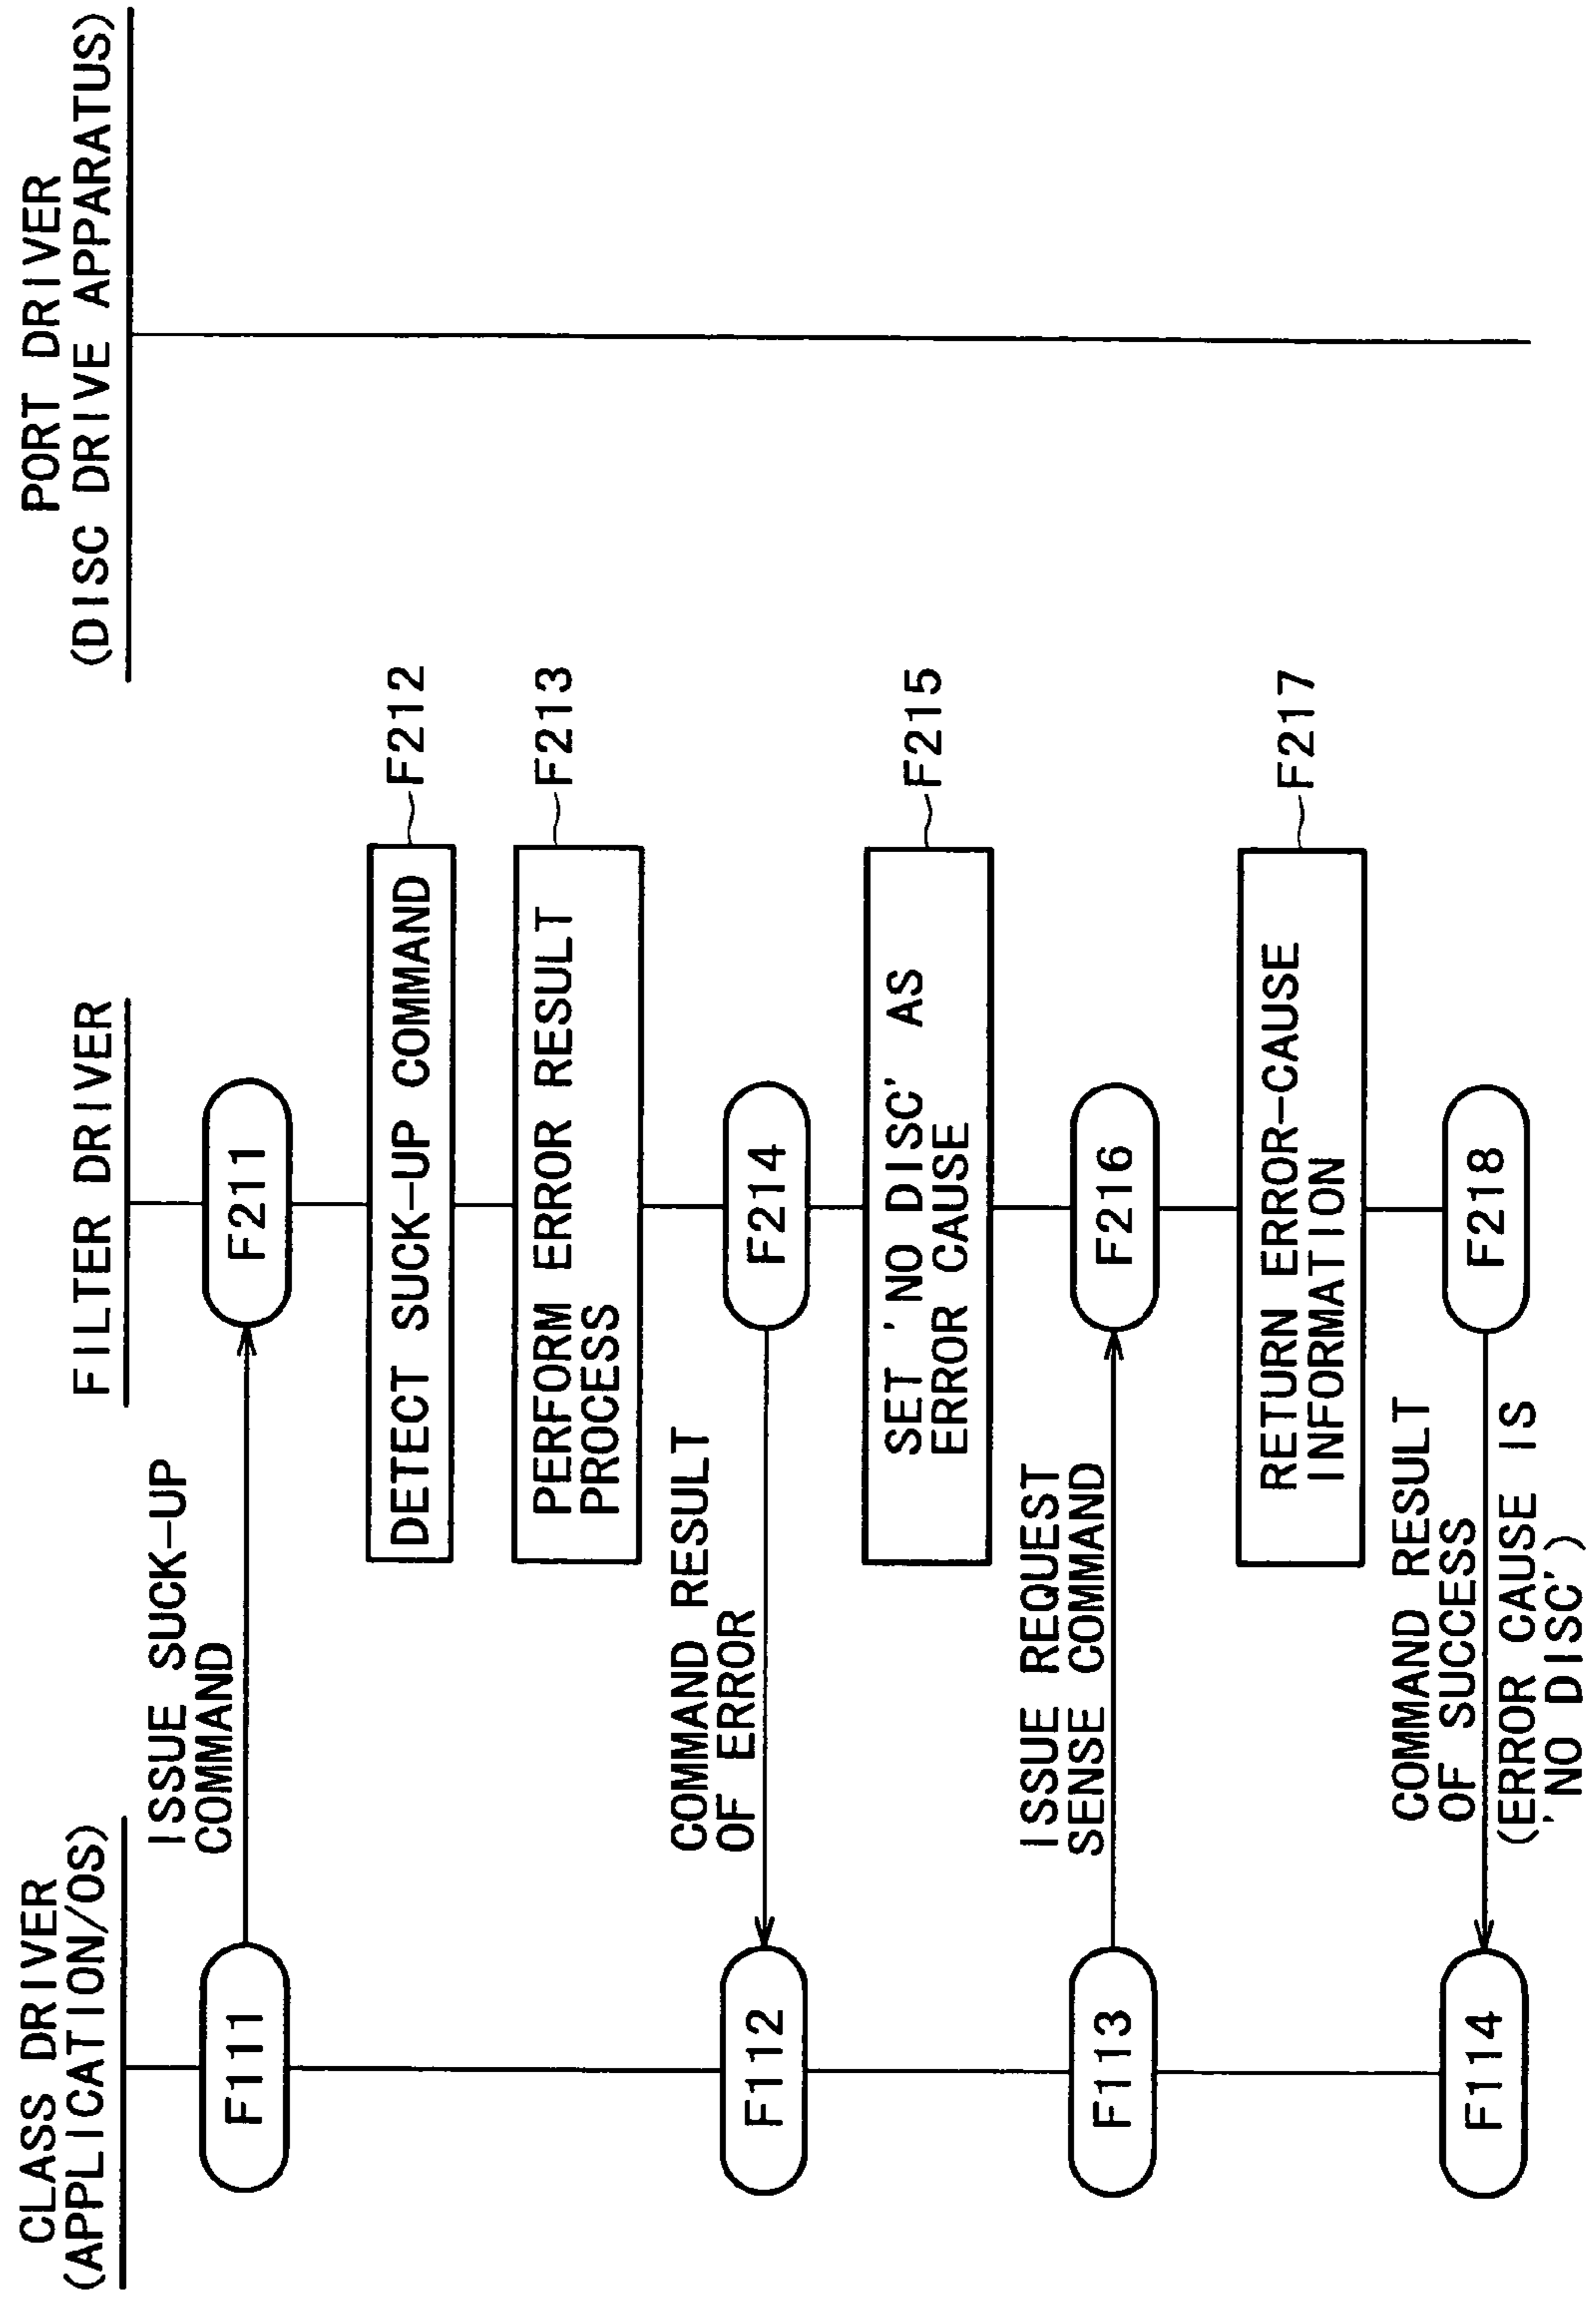 CLASS DRIVER
(APPLICATION/OS)
FILTER DRIVER
PORT DRIVER
(DISC DRIVE APPARATUS)
ISSUE SUCK-UP
COMMAND
F111
F211
DETECT SUCK-UP COMMAND
F212
PERFORM ERROR RESULT
PROCESS
F213
COMMAND RESULT
OF ERROR
F112
F214
SET 'NO DISC' AS
ERROR CAUSE
F215
ISSUE REQUEST
SENSE COMMAND
F113
F216
RETURN ERROR-CAUSE
INFORMATION
F217
COMMAND RESULT
OF SUCCESS
F114
F218
(ERROR CAUSE IS
'NO DISC')